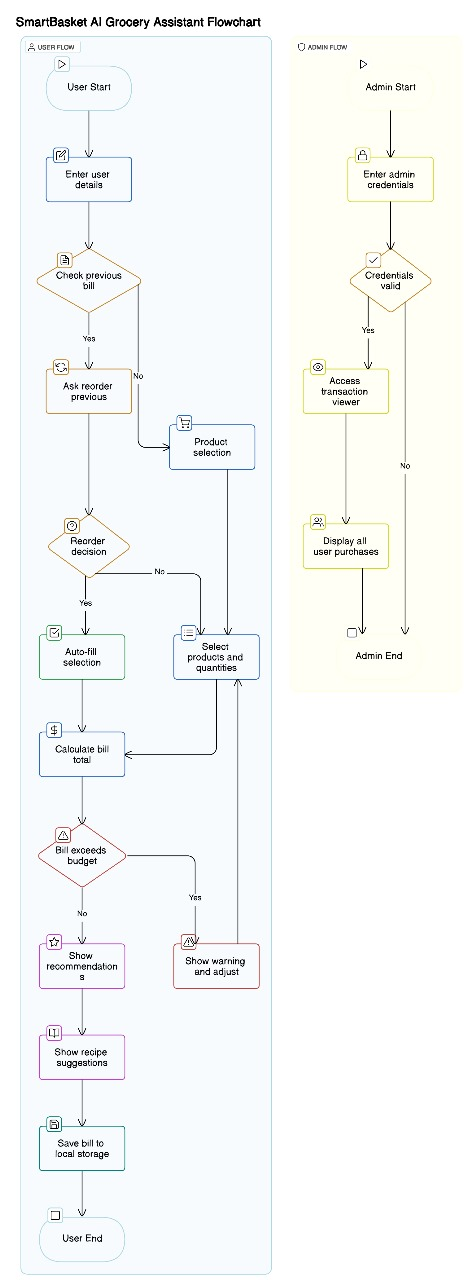 SmartBasket AI Grocery Assistant Flowchart
USER FLOW
User Start
Enter user
details
Check previous
bill
Yes
No
Ask reorder
previous
Product
selection
Reorder
decision
No
Yes
Auto-fill
selection
Select
products and
quantities
Calculate bill
total
Bill exceeds
budget
Yes
No
Show
recommendation
s
Show warning
and adjust
Show recipe
suggestions
Save bill to
local storage
User End
ADMIN FLOW
Admin Start
Enter admin
credentials
Credentials
valid
Yes
No
Access
transaction
viewer
Display all
user purchases
Admin End